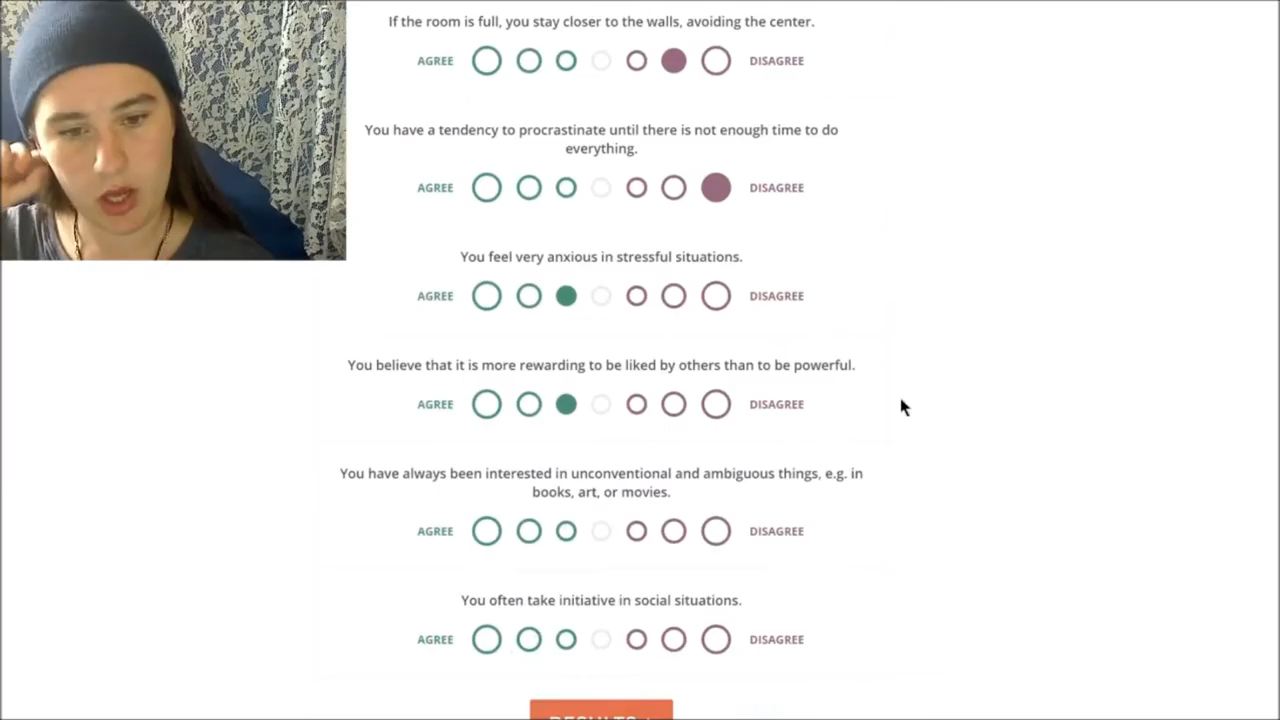 If the room is full, you stay closer to the walls, avoiding the center.
AGREE DISAGREE
You have a tendency to procrastinate until there is not enough time to do
everything.
AGREE DISAGREE
You feel very anxious in stressful situations.
AGREE DISAGREE
You believe that it is more rewarding to be liked by others than to be powerful.
AGREE DISAGREE
You have always been interested in unconventional and ambiguous things, e.g. in
books, art, or movies.
AGREE DISAGREE
You often take initiative in social situations.
AGREE DISAGREE
RESULTS